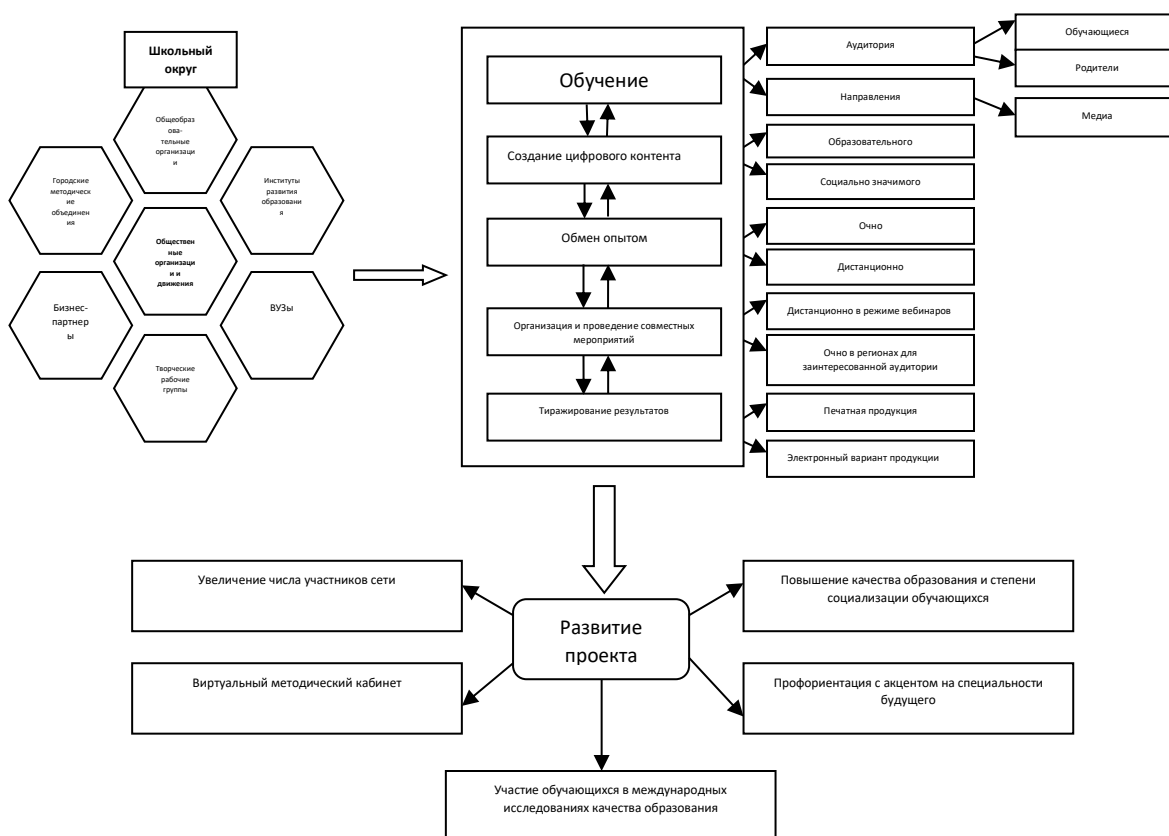 Школьный
округ
Общеобраз
ова-
тельные
организаци
и
Городские
методическ
ие
объединен
ия
Институты
развития
образовани
я
Обществен
ные
организаци
и и
движения
Бизнес-
партнер
ы
ВУЗы
Творческие
рабочие
группы
Обучение
Создание цифрового контента
Обмен опытом
Организация и проведение совместных
мероприятий
Тиражирование результатов
Аудитория
Обучающиеся
Родители
Направления
Медиа
Образовательного
Социально значимого
Очно
Дистанционно
Дистанционно в режиме вебинаров
Очно в регионах для
заинтересованной аудитории
Печатная продукция
Электронный вариант продукции
Увеличение числа участников сети
Повышение качества образования и степени
социализации обучающихся
Развитие
проекта
Виртуальный методический кабинет
Профориентация с акцентом на специальности
будущего
Участие обучающихся в международных
исследованиях качества образования